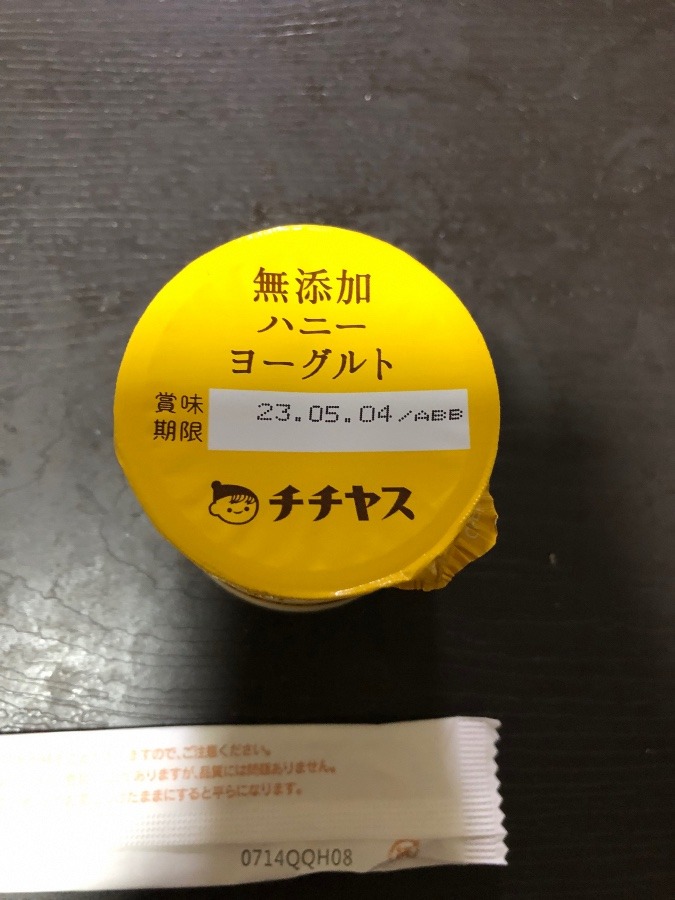 無添加
ハニー
ヨーグルト
賞味
期限
23.05.04/ABB
チチヤス
ますので、ご注意ください。
ありますが、品質には問題ありません。
たままにすると平らになります。
0714QQH08